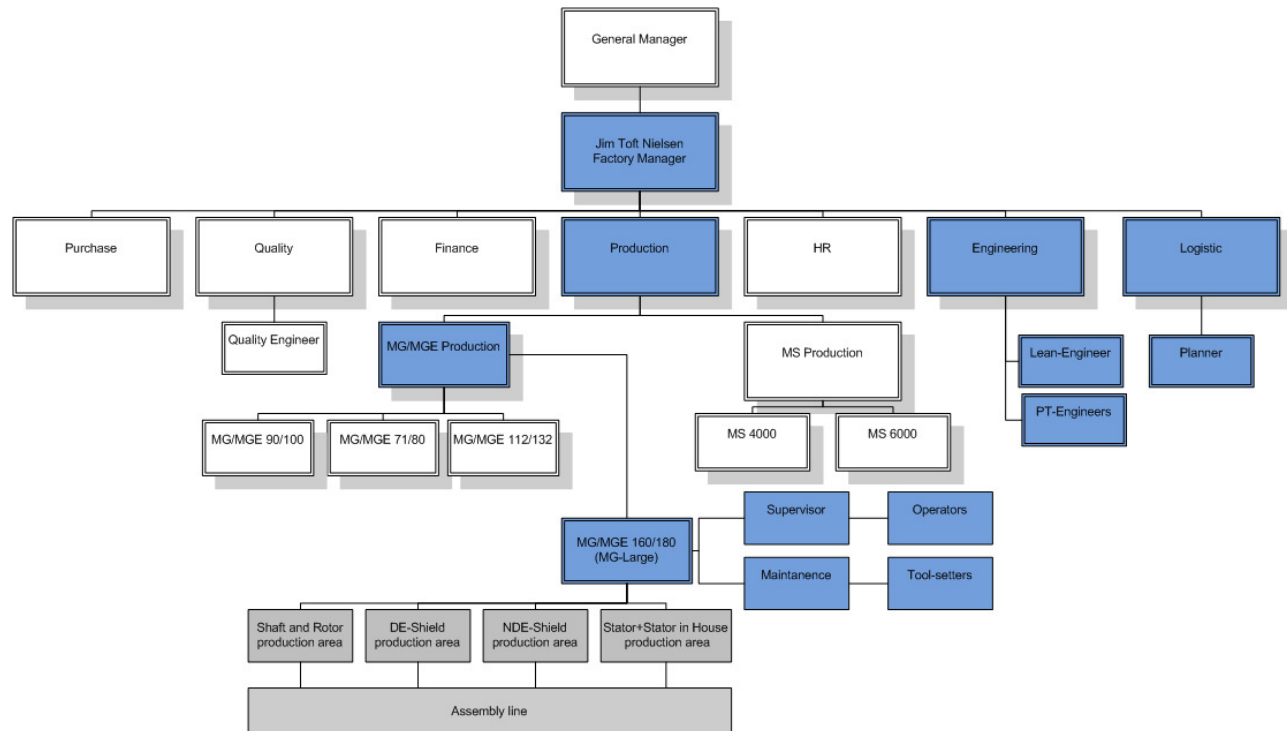 General Manager
Jim Toft Nielsen
Factory Manager
Purchase
Quality
Finance
Production
HR
Engineering
Logistic
Quality Engineer
MG/MGE Production
MS Production
Lean-Engineer
Planner
PT-Engineers
MG/MGE 90/100
MG/MGE 71/80
MG/MGE 112/132
MS 4000
MS 6000
Supervisor
Operators
MG/MGE 160/180
(MG-Large)
Maintanence
Tool-setters
Shaft and Rotor
production area
DE-Shield
production area
NDE-Shield
production area
Stator+Stator in House
production area
Assembly line